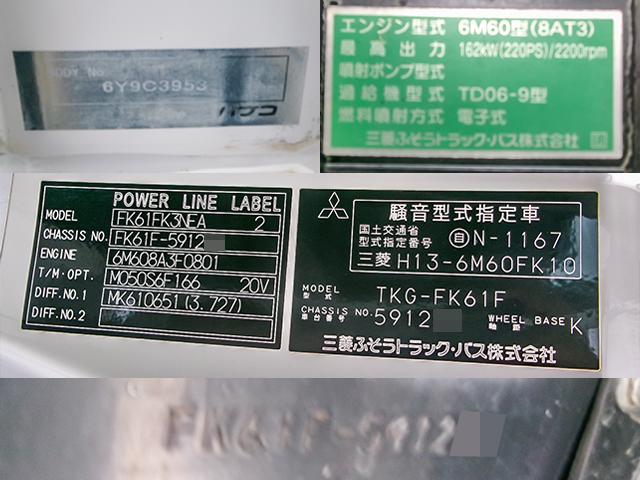 BODY No
6Y9C3953
パブコ
エンジン型式 6M60型(8AT3)
最高出力 162kW(220PS)/2200rpm
噴射ポンプ型式
過給機型式 TD06-9型
燃料噴射方式 電子式
三菱ふそうトラック・バス株式会社
POWER LINE LABEL
MODEL FK61FK3NEA 2
CHASSIS NO. FK61F-5912
ENGINE 6M608A3F0801
T/M・OPT. M050S6F166 20V
DIFF.NO.1 MK610651 (3.727)
DIFF.NO.2
騒音型式指定車
国土交通省
型式指定番号 自N-1167
三菱 H13-6M60FK10
MODEL
型式 TKG-FK61F
CHASSIS NO. 5912 WHEEL BASE K
車台番号 軸距
三菱ふそうトラック・バス株式会社
FK61F-5912